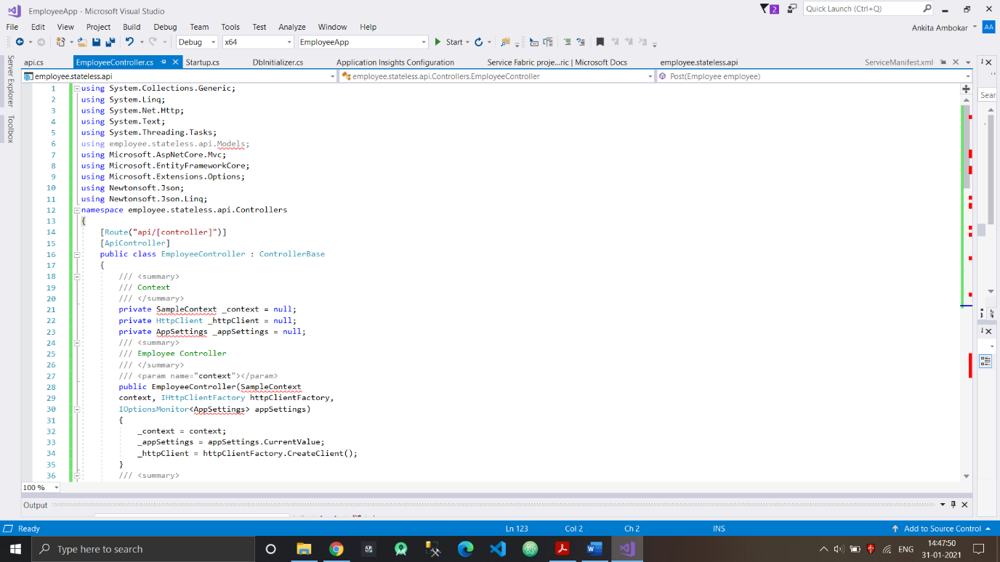 EmployeeApp - Microsoft Visual Studio
2
Quick Launch (Ctrl+Q)
File Edit View Project Build Debug Team Tools Test Analyze Window Help
Ankita Ambokar AA
Debug x64 EmployeeApp Start
api.cs EmployeeController.cs Startup.cs DbInitializer.cs Application Insights Configuration Service Fabric proje...ric | Microsoft Docs employee.stateless.api ServiceManifest.xml
employee.stateless.api employee.stateless.api.Controllers.EmployeeController Post(Employee employee)
Server Explorer
Toolbox
Sear
1 using System.Collections.Generic;
2 using System.Linq;
3 using System.Net.Http;
4 using System.Text;
5 using System.Threading.Tasks;
6 using employee.stateless.api.Models;
7 using Microsoft.AspNetCore.Mvc;
8 using Microsoft.EntityFrameworkCore;
9 using Microsoft.Extensions.Options;
10 using Newtonsoft.Json;
11 using Newtonsoft.Json.Linq;
12 namespace employee.stateless.api.Controllers
13 {
14 [Route("api/[controller]")]
15 [ApiController]
16 public class EmployeeController : ControllerBase
17 {
18 /// <summary>
19 /// Context
20 /// </summary>
21 private SampleContext _context = null;
22 private HttpClient _httpClient = null;
23 private AppSettings _appSettings = null;
24 /// <summary>
25 /// Employee Controller
26 /// </summary>
27 /// <param name="context"></param>
28 public EmployeeController(SampleContext
29 context, IHttpClientFactory httpClientFactory,
30 IOptionsMonitor<AppSettings> appSettings)
31 {
32 _context = context;
33 _appSettings = appSettings.CurrentValue;
34 _httpClient = httpClientFactory.CreateClient();
35 }
36 /// <summary>
100 %
Output
Ready Ln 123 Col 2 Ch 2 INS Add to Source Control
Type here to search
ENG
14:47:50
31-01-2021